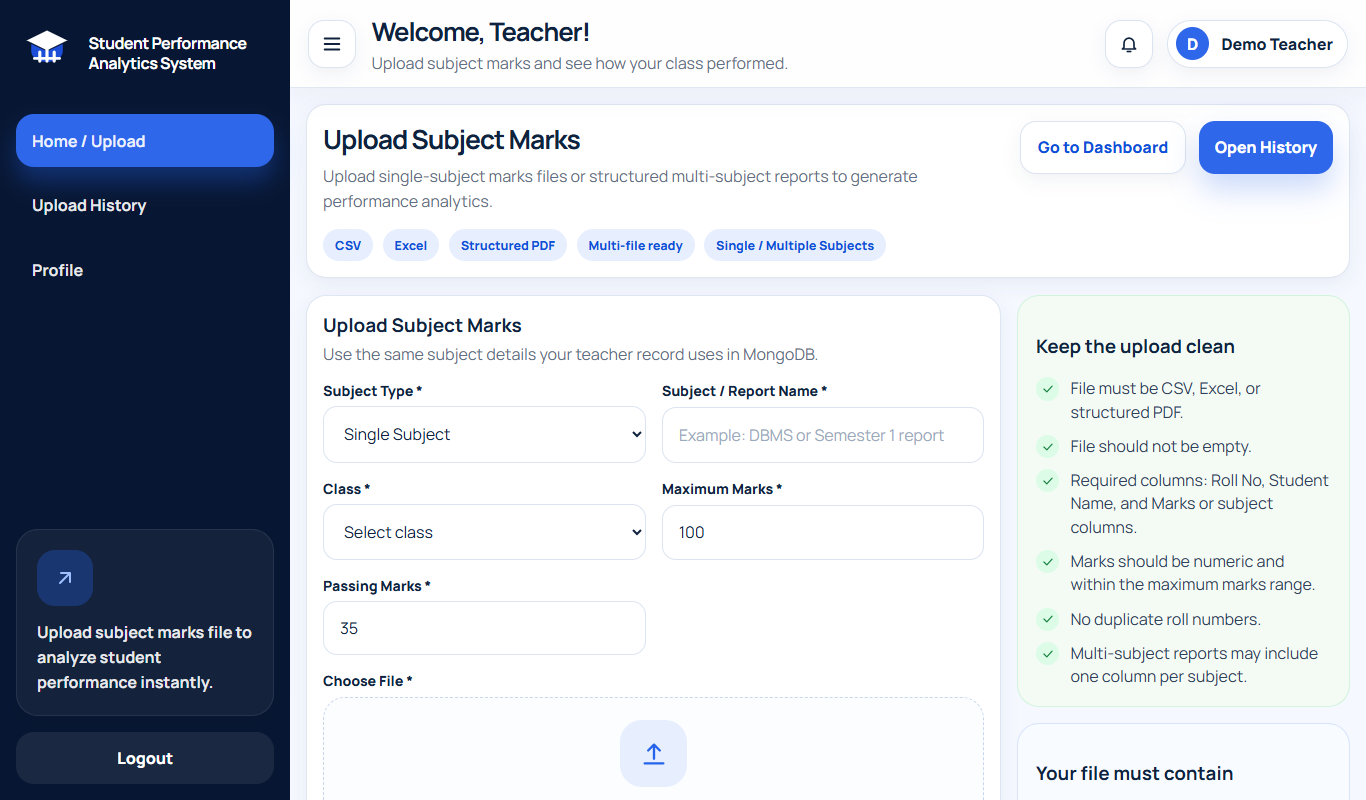 Student Performance
Analytics System
Home / Upload
Upload History
Profile
Upload subject marks file to
analyze student
performance instantly.
Logout
Welcome, Teacher!
Upload subject marks and see how your class performed.
D
Demo Teacher
Upload Subject Marks
Upload single-subject marks files or structured multi-subject reports to generate
performance analytics.
CSV
Excel
Structured PDF
Multi-file ready
Single / Multiple Subjects
Go to Dashboard
Open History
Upload Subject Marks
Use the same subject details your teacher record uses in MongoDB.
Subject Type *
Single Subject
Subject / Report Name *
Example: DBMS or Semester 1 report
Class *
Select class
Maximum Marks *
100
Passing Marks *
35
Choose File *
Keep the upload clean
File must be CSV, Excel, or
structured PDF.
File should not be empty.
Required columns: Roll No, Student
Name, and Marks or subject
columns.
Marks should be numeric and
within the maximum marks range.
No duplicate roll numbers.
Multi-subject reports may include
one column per subject.
Your file must contain